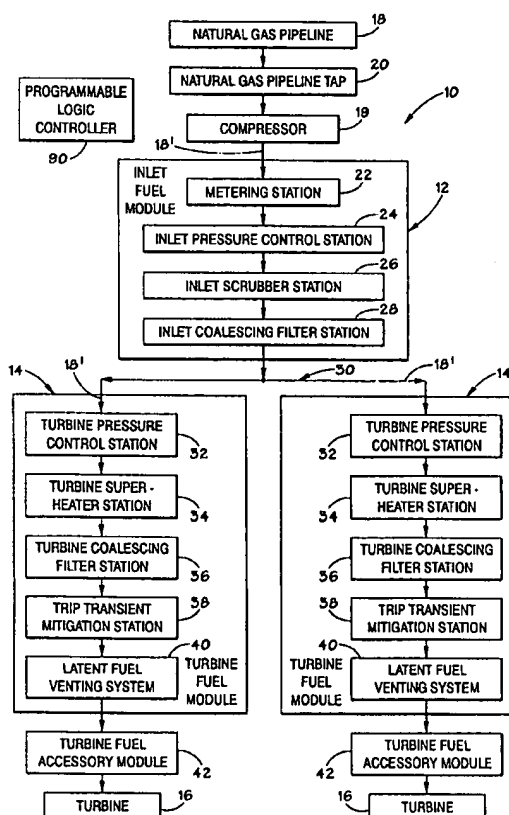 NATURAL GAS PIPELINE
18
20
NATURAL GAS PIPELINE TAP
PROGRAMMABLE
LOGIC
CONTROLLER
90
10
COMPRESSOR
19
18'
INLET
FUEL
MODULE
METERING STATION
22
12
24
INLET PRESSURE CONTROL STATION
26
INLET SCRUBBER STATION
28
INLET COALESCING FILTER STATION
14
18'
30
18'
14
TURBINE PRESSURE
CONTROL STATION
32
TURBINE SUPER-
HEATER STATION
34
TURBINE COALESCING
FILTER STATION
36
TRIP TRANSIENT
MITIGATION STATION
38
40
LATENT FUEL
VENTING SYSTEM
TURBINE
FUEL
MODULE
TURBINE FUEL
ACCESSORY MODULE
42
16
TURBINE
TURBINE PRESSURE
CONTROL STATION
32
TURBINE SUPER-
HEATER STATION
34
TURBINE COALESCING
FILTER STATION
36
TRIP TRANSIENT
MITIGATION STATION
38
40
LATENT FUEL
VENTING SYSTEM
TURBINE FUEL
MODULE
TURBINE FUEL
ACCESSORY MODULE
42
16
TURBINE